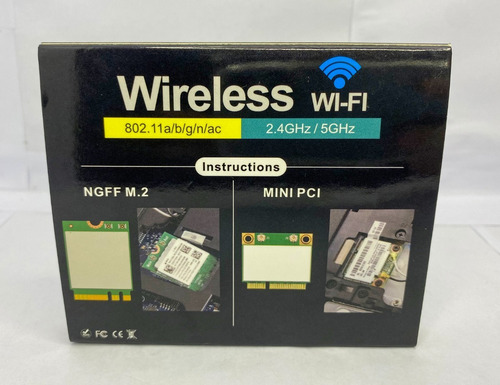 Wireless WI-FI
802.11a/b/g/n/ac 2.4GHz / 5GHz
Instructions
NGFF M.2 MINI PCI
FC CE